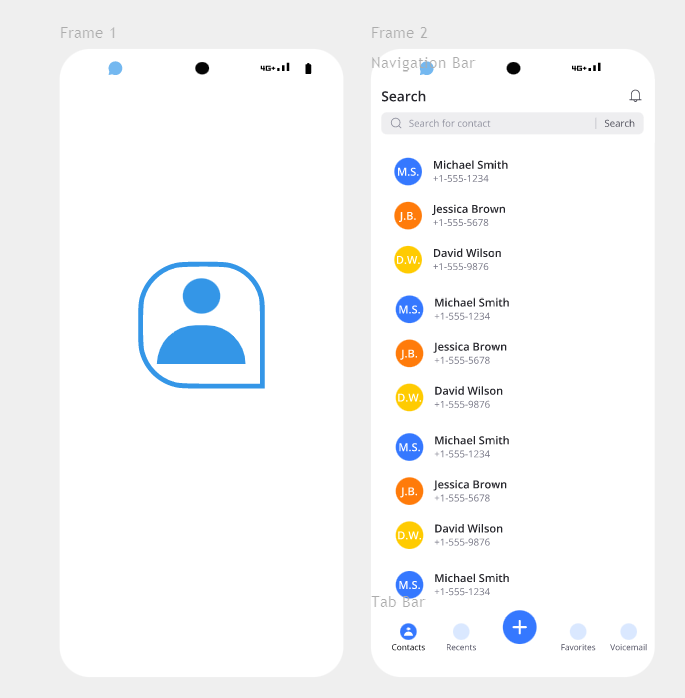 Frame 1
4G+
Frame 2
Navigation Bar
4G+
Search
Search for contact
Search
M.S.
Michael Smith
+1-555-1234
J.B.
Jessica Brown
+1-555-5678
D.W.
David Wilson
+1-555-9876
M.S.
Michael Smith
+1-555-1234
J.B.
Jessica Brown
+1-555-5678
D.W.
David Wilson
+1-555-9876
M.S.
Michael Smith
+1-555-1234
J.B.
Jessica Brown
+1-555-5678
D.W.
David Wilson
+1-555-9876
M.S.
Michael Smith
+1-555-1234
Tab Bar
Contacts
Recents
Favorites
Voicemail